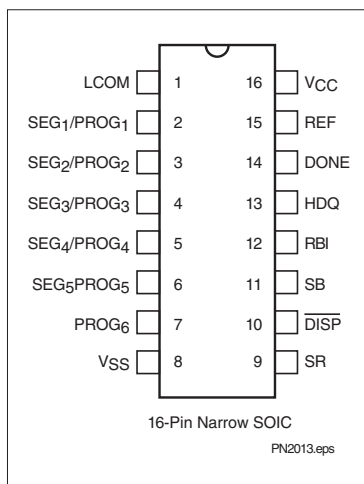 LCOM 1 16 VCC
SEG1/PROG1 2 15 REF
SEG2/PROG2 3 14 DONE
SEG3/PROG3 4 13 HDQ
SEG4/PROG4 5 12 RBI
SEG5PROG5 6 11 SB
PROG6 7 10 DISP
VSS 8 9 SR
16-Pin Narrow SOIC
PN2013.eps